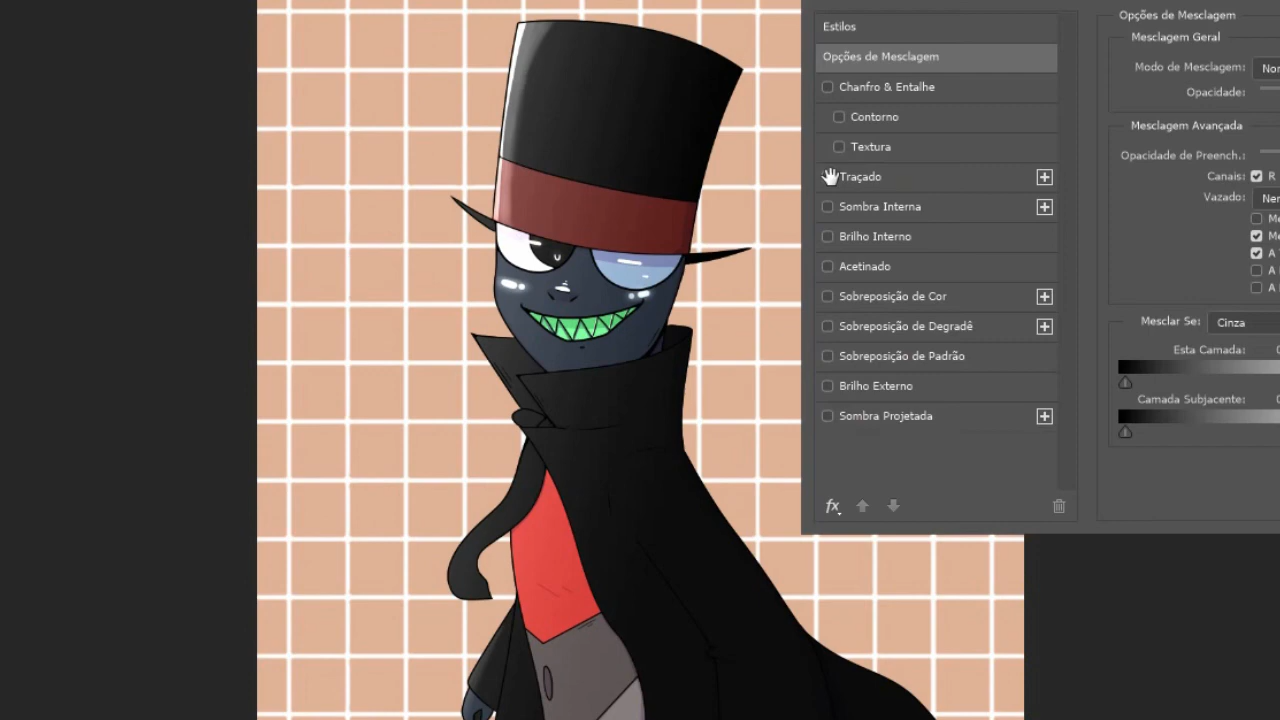 Estilos
Opções de Mesclagem
Chanfro & Entalhe
Contorno
Textura
Traçado
Sombra Interna
Brilho Interno
Acetinado
Sobreposição de Cor
Sobreposição de Degradê
Sobreposição de Padrão
Brilho Externo
Sombra Projetada
fx
Opções de Mesclagem
Mesclagem Geral
Modo de Mesclagem:
Opacidade:
Mesclagem Avançada
Opacidade de Preench.:
Canais: R
Vazado:
A
A
A
Mesclar Se: Cinza
Esta Camada:
Camada Subjacente: